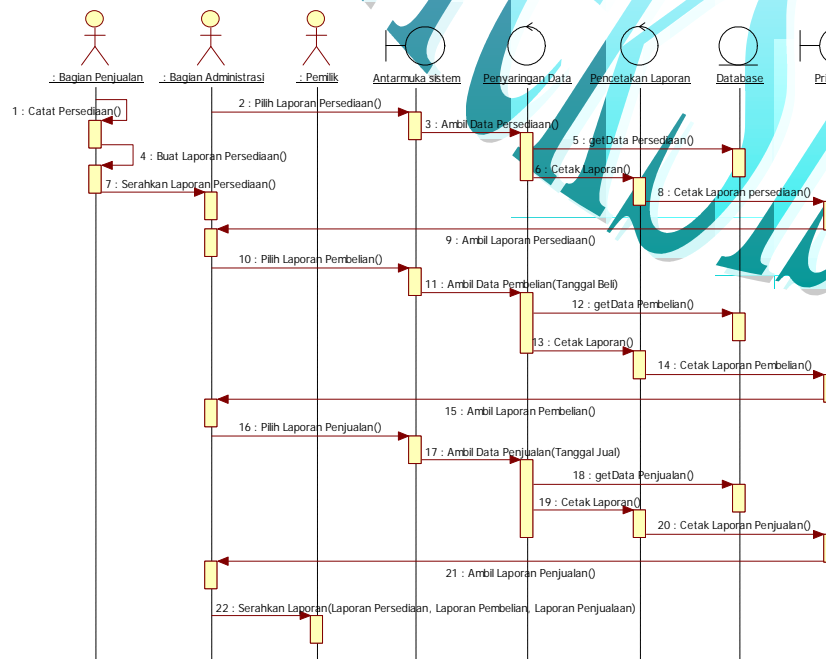 : Bagian Penjualan
: Bagian Administrasi
: Pemilik
Antarmuka sistem
Penyaringan Data
Pencetakan Laporan
Database
1 : Catat Persediaan()
2 : Pilih Laporan Persediaan()
3 : Ambil Data Persediaan()
4 : Buat Laporan Persediaan()
5 : getData Persediaan()
6 : Cetak Laporan()
7 : Serahkan Laporan Persediaan()
8 : Cetak Laporan persediaan()
9 : Ambil Laporan Persediaan()
10 : Pilih Laporan Pembelian()
11 : Ambil Data Pembelian(Tanggal Beli)
12 : getData Pembelian()
13 : Cetak Laporan()
14 : Cetak Laporan Pembelian()
15 : Ambil Laporan Pembelian()
16 : Pilih Laporan Penjualan()
17 : Ambil Data Penjualan(Tanggal Jual)
18 : getData Penjualan()
19 : Cetak Laporan()
20 : Cetak Laporan Penjualan()
21 : Ambil Laporan Penjualan()
22 : Serahkan Laporan(Laporan Persediaan, Laporan Pembelian, Laporan Penjualaan)